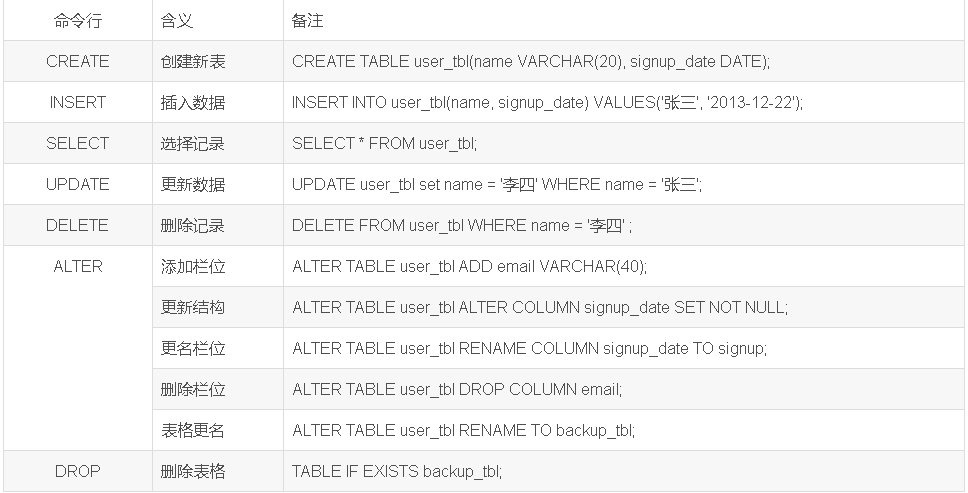 命令行 含义 备注
CREATE 创建新表 CREATE TABLE user_tbl(name VARCHAR(20), signup_date DATE);
INSERT 插入数据 INSERT INTO user_tbl(name, signup_date) VALUES('张三', '2013-12-22');
SELECT 选择记录 SELECT * FROM user_tbl;
UPDATE 更新数据 UPDATE user_tbl set name = '李四' WHERE name = '张三';
DELETE 删除记录 DELETE FROM user_tbl WHERE name = '李四' ;
ALTER 添加栏位 ALTER TABLE user_tbl ADD email VARCHAR(40);
更新结构 ALTER TABLE user_tbl ALTER COLUMN signup_date SET NOT NULL;
更名栏位 ALTER TABLE user_tbl RENAME COLUMN signup_date TO signup;
删除栏位 ALTER TABLE user_tbl DROP COLUMN email;
表格更名 ALTER TABLE user_tbl RENAME TO backup_tbl;
DROP 删除表格 TABLE IF EXISTS backup_tbl;